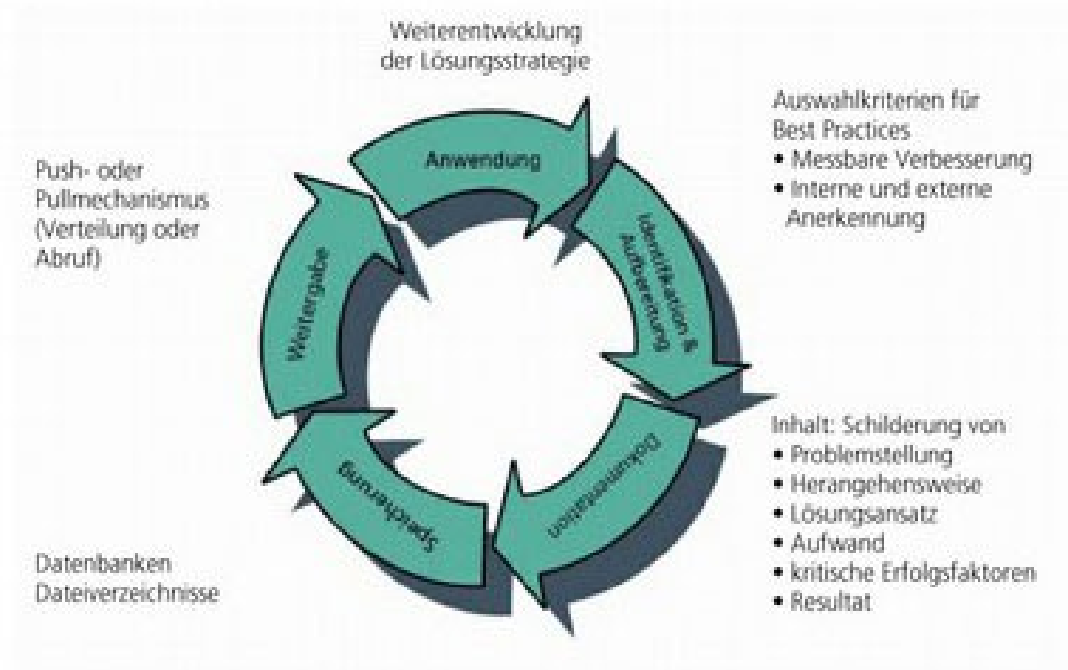 Weiterentwicklung
der Lösungsstrategie
Anwendung
Auswahlkriterien für
Best Practices
• Messbare Verbesserung
• Interne und externe
Anerkennung
Identifikation &
Aufbereitung
Inhalt: Schilderung von
• Problemstellung
• Herangehensweise
• Lösungsansatz
• Aufwand
• kritische Erfolgsfaktoren
• Resultat
Dokumentation
Speicherung
Datenbanken
Dateiverzeichnisse
Weitergabe
Push- oder
Pullmechanismus
(Verteilung oder
Abruf)